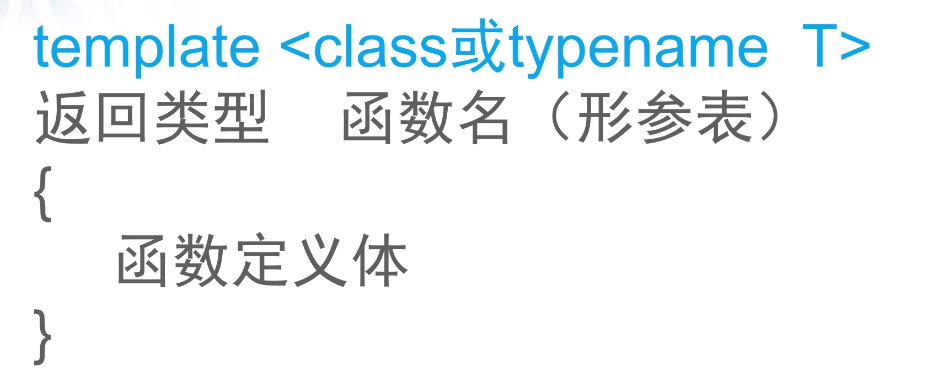 template <class或typename T>
返回类型 函数名（形参表）
{
函数定义体
}